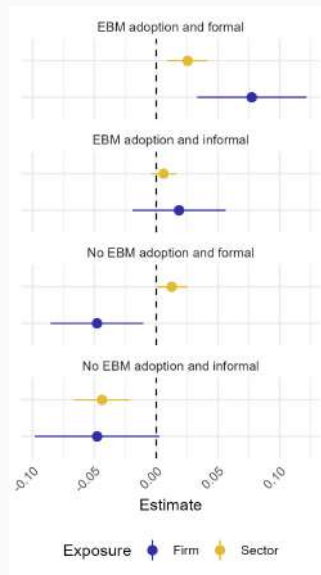 EBM adoption and formal
EBM adoption and informal
No EBM adoption and formal
No EBM adoption and informal
-0.10 -0.05 0.00 0.05 0.10
Estimate
Exposure Firm Sector